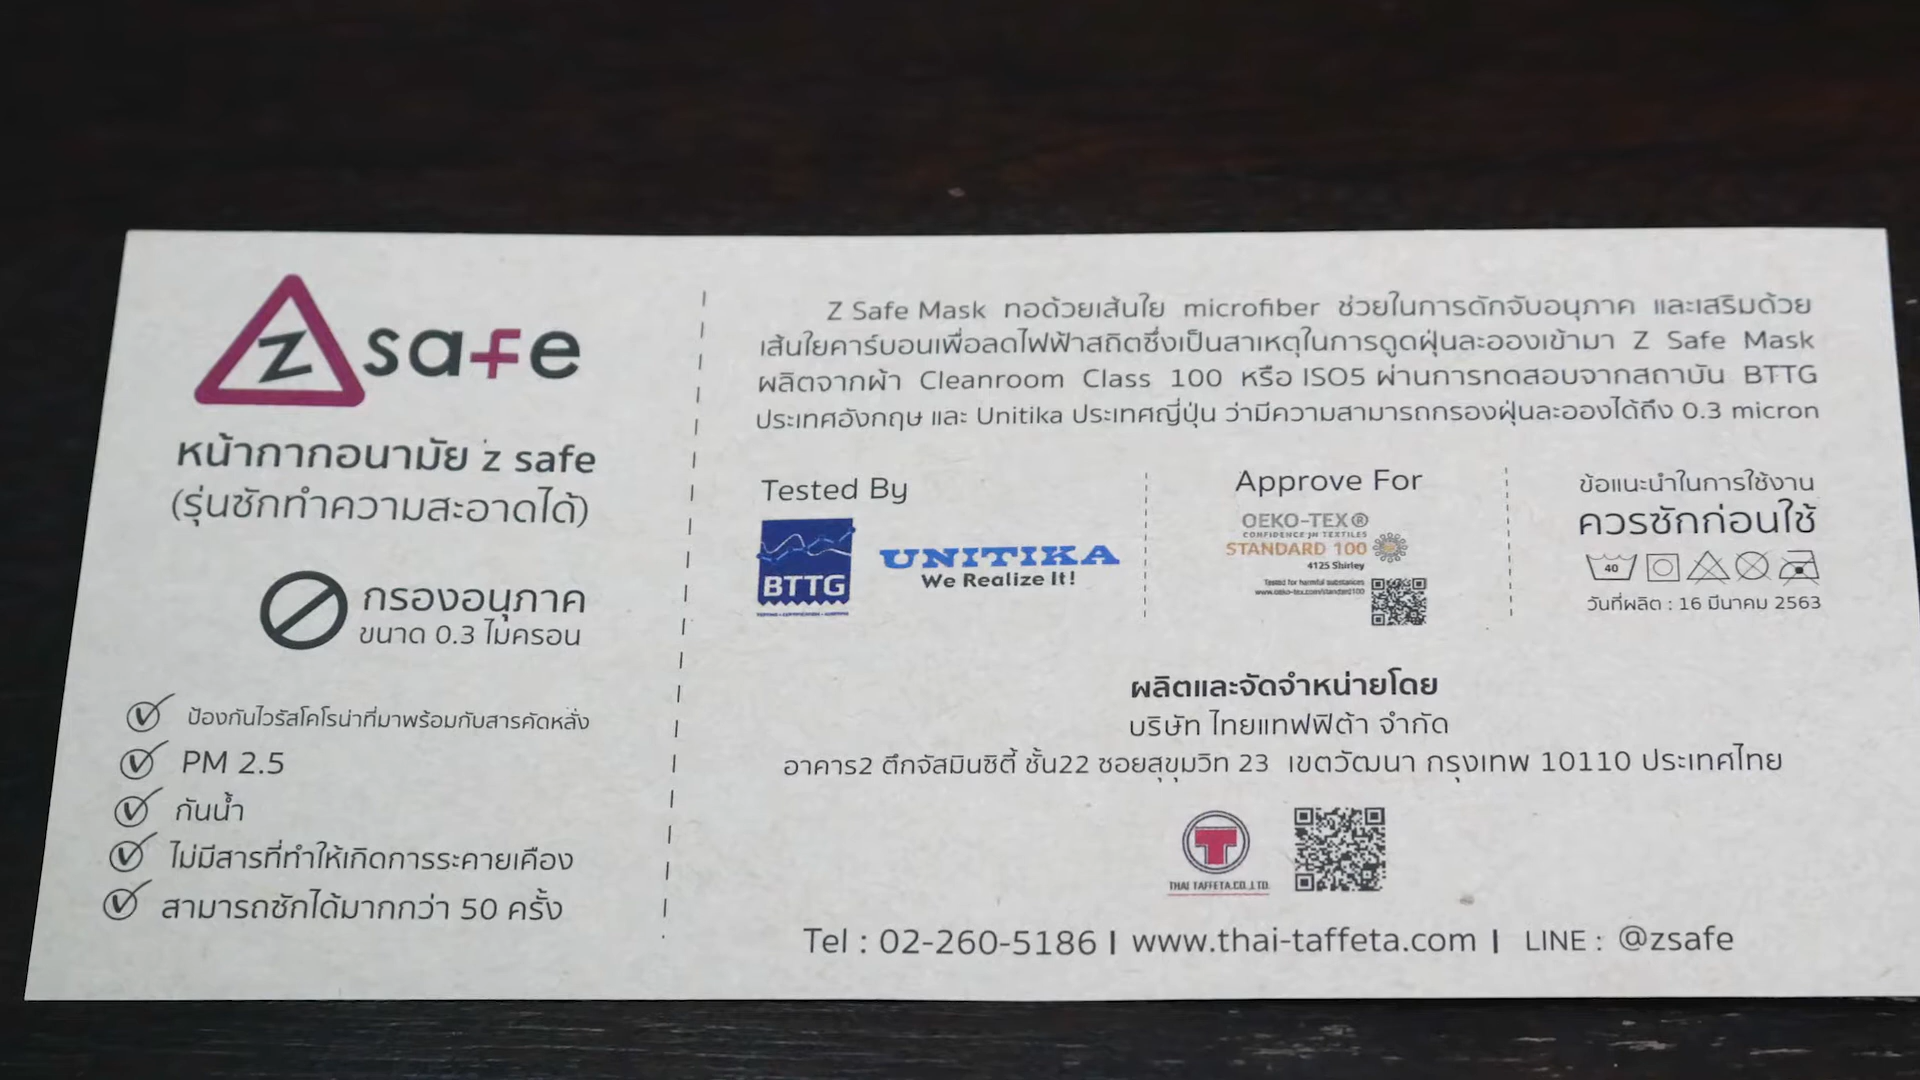 z safe
หน้ากากอนามัย z safe
(รุ่นซักทำความสะอาดได้)
กรองอนุภาค
ขนาด 0.3 ไมครอน
ป้องกันไวรัสโคโรน่าที่มาพร้อมกับสารคัดหลั่ง
PM 2.5
กันน้ำ
ไม่มีสารที่ทำให้เกิดการระคายเคือง
สามารถซักได้มากกว่า 50 ครั้ง
Z Safe Mask ทอด้วยเส้นใย microfiber ช่วยในการดักจับอนุภาค และเสริมด้วย
เส้นใยคาร์บอนเพื่อลดไฟฟ้าสถิตซึ่งเป็นสาเหตุในการดูดฝุ่นละอองเข้ามา Z Safe Mask
ผลิตจากผ้า Cleanroom Class 100 หรือ ISO5 ผ่านการทดสอบจากสถาบัน BTTG
ประเทศอังกฤษ และ Unitika ประเทศญี่ปุ่น ว่ามีความสามารถกรองฝุ่นละอองได้ถึง 0.3 micron
Tested By
BTTG
UNITIKA
We Realize It!
Approve For
OEKO-TEX®
CONFIDENCE IN TEXTILES
STANDARD 100
4125 Shirley
Tested for harmful substances
www.oeko-tex.com/standard100
ข้อแนะนำในการใช้งาน
ควรซักก่อนใช้
40
วันที่ผลิต : 16 มีนาคม 2563
ผลิตและจัดจำหน่ายโดย
บริษัท ไทยแทฟฟิต้า จำกัด
อาคาร2 ตึกจัสมินซิตี้ ชั้น22 ซอยสุขุมวิท 23 เขตวัฒนา กรุงเทพ 10110 ประเทศไทย
THAI TAFFETA.CO.,LTD.
Tel : 02-260-5186 | www.thai-taffeta.com | LINE : @zsafe